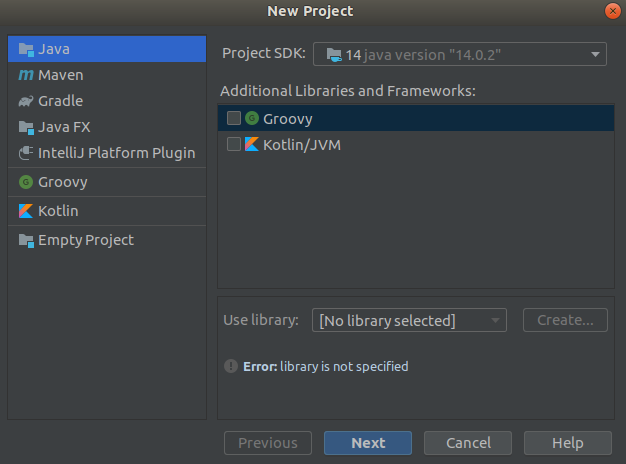 New Project
Java
Maven
Gradle
Java FX
IntelliJ Platform Plugin
Groovy
Kotlin
Empty Project
Project SDK: 14 java version "14.0.2"
Additional Libraries and Frameworks:
Groovy
Kotlin/JVM
Use library: [No library selected] Create...
Error: library is not specified
Previous Next Cancel Help